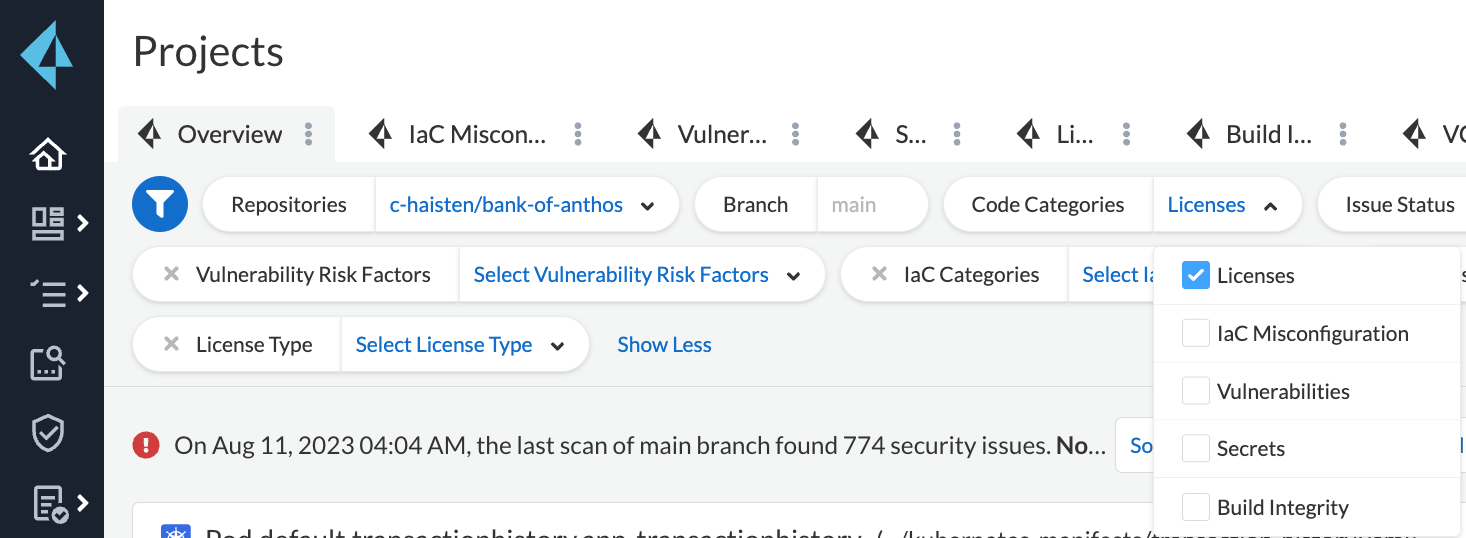 Projects
Overview IaC Miscon... Vulner... S... Li... Build I...
Repositories c-haisten/bank-of-anthos Branch main Code Categories Licenses Issue Status
Vulnerability Risk Factors Select Vulnerability Risk Factors IaC Categories Select
Licenses
IaC Misconfiguration
License Type Select License Type Show Less
Vulnerabilities
On Aug 11, 2023 04:04 AM, the last scan of main branch found 774 security issues. No... So
Secrets
Build Integrity